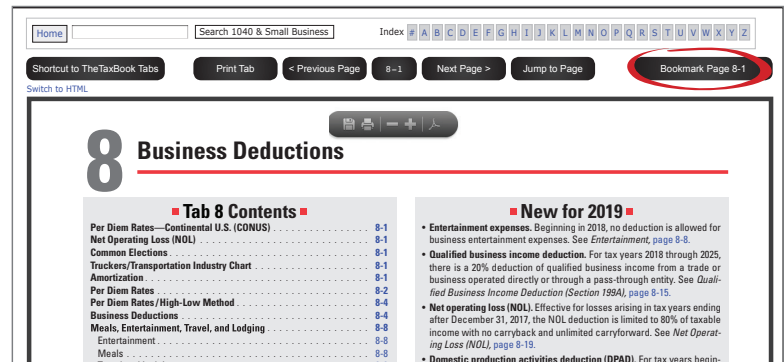 Home
Search 1040 & Small Business
Index # A B C D E F G H I J K L M N O P Q R S T U V W X Y Z
Shortcut to TheTaxBook Tabs
Print Tab
< Previous Page
8–1
Next Page >
Jump to Page
Bookmark Page 8-1
Switch to HTML
8
Business Deductions
Tab 8 Contents
Per Diem Rates—Continental U.S. (CONUS) . . . . . . . . . . . . . . . . . 8-1
Net Operating Loss (NOL) . . . . . . . . . . . . . . . . . . . . . . . . . . . . 8-1
Common Elections . . . . . . . . . . . . . . . . . . . . . . . . . . . . . . . . 8-1
Truckers/Transportation Industry Chart . . . . . . . . . . . . . . . . . . . 8-1
Amortization . . . . . . . . . . . . . . . . . . . . . . . . . . . . . . . . . . . . 8-1
Per Diem Rates . . . . . . . . . . . . . . . . . . . . . . . . . . . . . . . . . . 8-2
Per Diem Rates/High-Low Method . . . . . . . . . . . . . . . . . . . . . . 8-4
Business Deductions . . . . . . . . . . . . . . . . . . . . . . . . . . . . . . 8-4
Meals, Entertainment, Travel, and Lodging . . . . . . . . . . . . . . . . . 8-8
Entertainment . . . . . . . . . . . . . . . . . . . . . . . . . . . . . . . . . . . 8-8
Meals . . . . . . . . . . . . . . . . . . . . . . . . . . . . . . . . . . . . . . . . 8-8
New for 2019
• Entertainment expenses. Beginning in 2018, no deduction is allowed for
business entertainment expenses. See Entertainment, page 8-8.
• Qualified business income deduction. For tax years 2018 through 2025,
there is a 20% deduction of qualified business income from a trade or
business operated directly or through a pass-through entity. See Quali-
fied Business Income Deduction (Section 199A), page 8-15.
• Net operating loss (NOL). Effective for losses arising in tax years ending
after December 31, 2017, the NOL deduction is limited to 80% of taxable
income with no carryback and unlimited carryforward. See Net Operat-
ing Loss (NOL), page 8-19.
• Domestic production activities deduction (DPAD). For tax years begin-